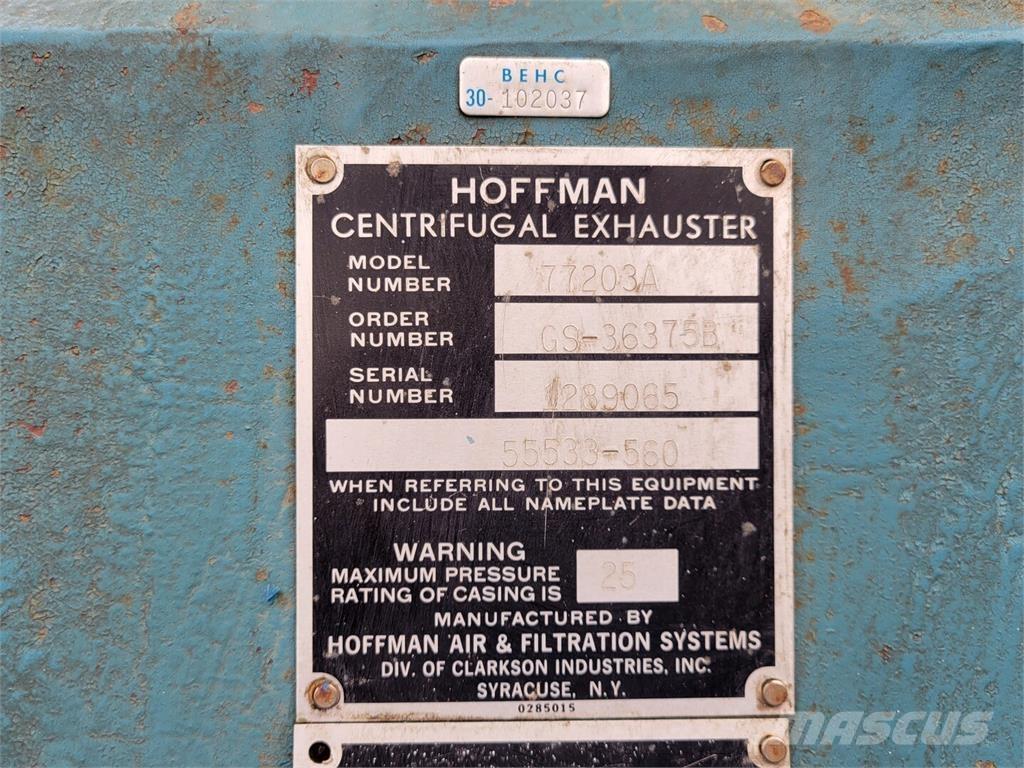 BEHC
30-102037
HOFFMAN
CENTRIFUGAL EXHAUSTER
MODEL NUMBER 77203A
ORDER NUMBER GS-36375B
SERIAL NUMBER 1289065
55533-560
WHEN REFERRING TO THIS EQUIPMENT
INCLUDE ALL NAMEPLATE DATA
WARNING
MAXIMUM PRESSURE
RATING OF CASING IS 25
MANUFACTURED BY
HOFFMAN AIR & FILTRATION SYSTEMS
DIV. OF CLARKSON INDUSTRIES, INC.
SYRACUSE, N.Y.
0285015
MASCUS